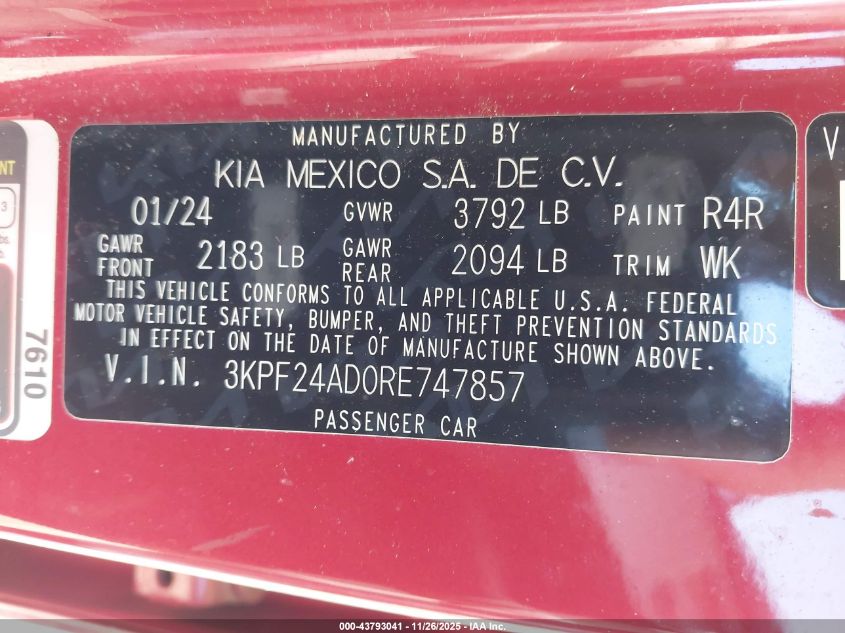 MANUFACTURED BY
KIA MEXICO S.A. DE C.V.
01/24 GVWR 3792 LB PAINT R4R
GAWR FRONT 2183 LB GAWR REAR 2094 LB TRIM WK
THIS VEHICLE CONFORMS TO ALL APPLICABLE U.S.A. FEDERAL
MOTOR VEHICLE SAFETY, BUMPER, AND THEFT PREVENTION STANDARDS
IN EFFECT ON THE DATE OF MANUFACTURE SHOWN ABOVE.
V.I.N. 3KPF24AD0RE747857
PASSENGER CAR
7610
000-43793041 - 11/26/2025 - IAA Inc.